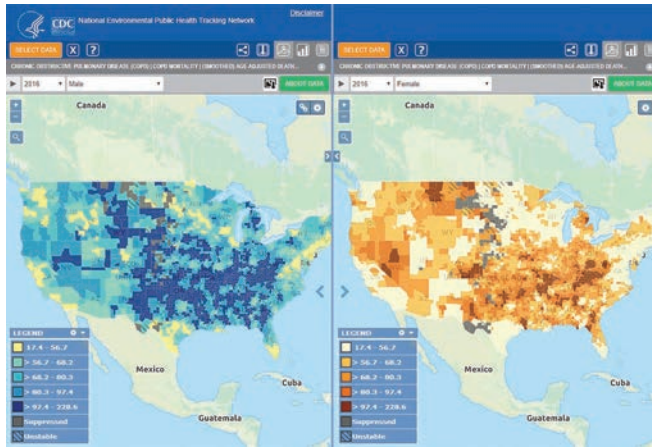 CDC
National Environmental Public Health Tracking Network
Disclaimer
SELECT DATA
X
?
CHRONIC OBSTRUCTIVE PULMONARY DISEASE (COPD) | COPD MORTALITY | (SMOOTHED) AGE ADJUSTED DEATH...
2016
Male
ABOUT DATA
+
-
Canada
Mexico
Cuba
Guatemala
LEGEND
17.4 - 56.7
> 56.7 - 68.2
> 68.2 - 80.3
> 80.3 - 97.4
> 97.4 - 228.6
Suppressed
Unstable
SELECT DATA
X
?
CHRONIC OBSTRUCTIVE PULMONARY DISEASE (COPD) | COPD MORTALITY | (SMOOTHED) AGE ADJUSTED DEATH...
2016
Female
ABOUT DATA
+
-
Canada
Mexico
Cuba
Guatemala
LEGEND
17.4 - 56.7
> 56.7 - 68.2
> 68.2 - 80.3
> 80.3 - 97.4
> 97.4 - 228.6
Suppressed
Unstable